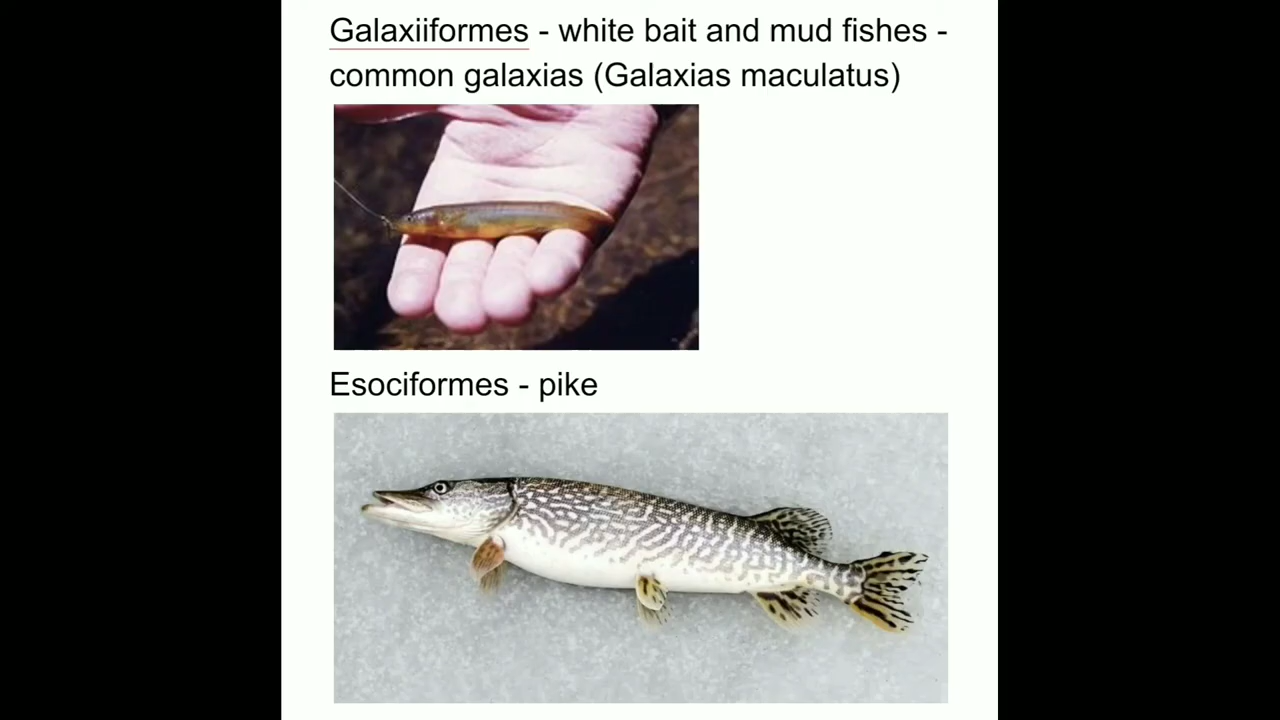 Galaxiiformes - white bait and mud fishes -
common galaxias (Galaxias maculatus)
Esociformes - pike